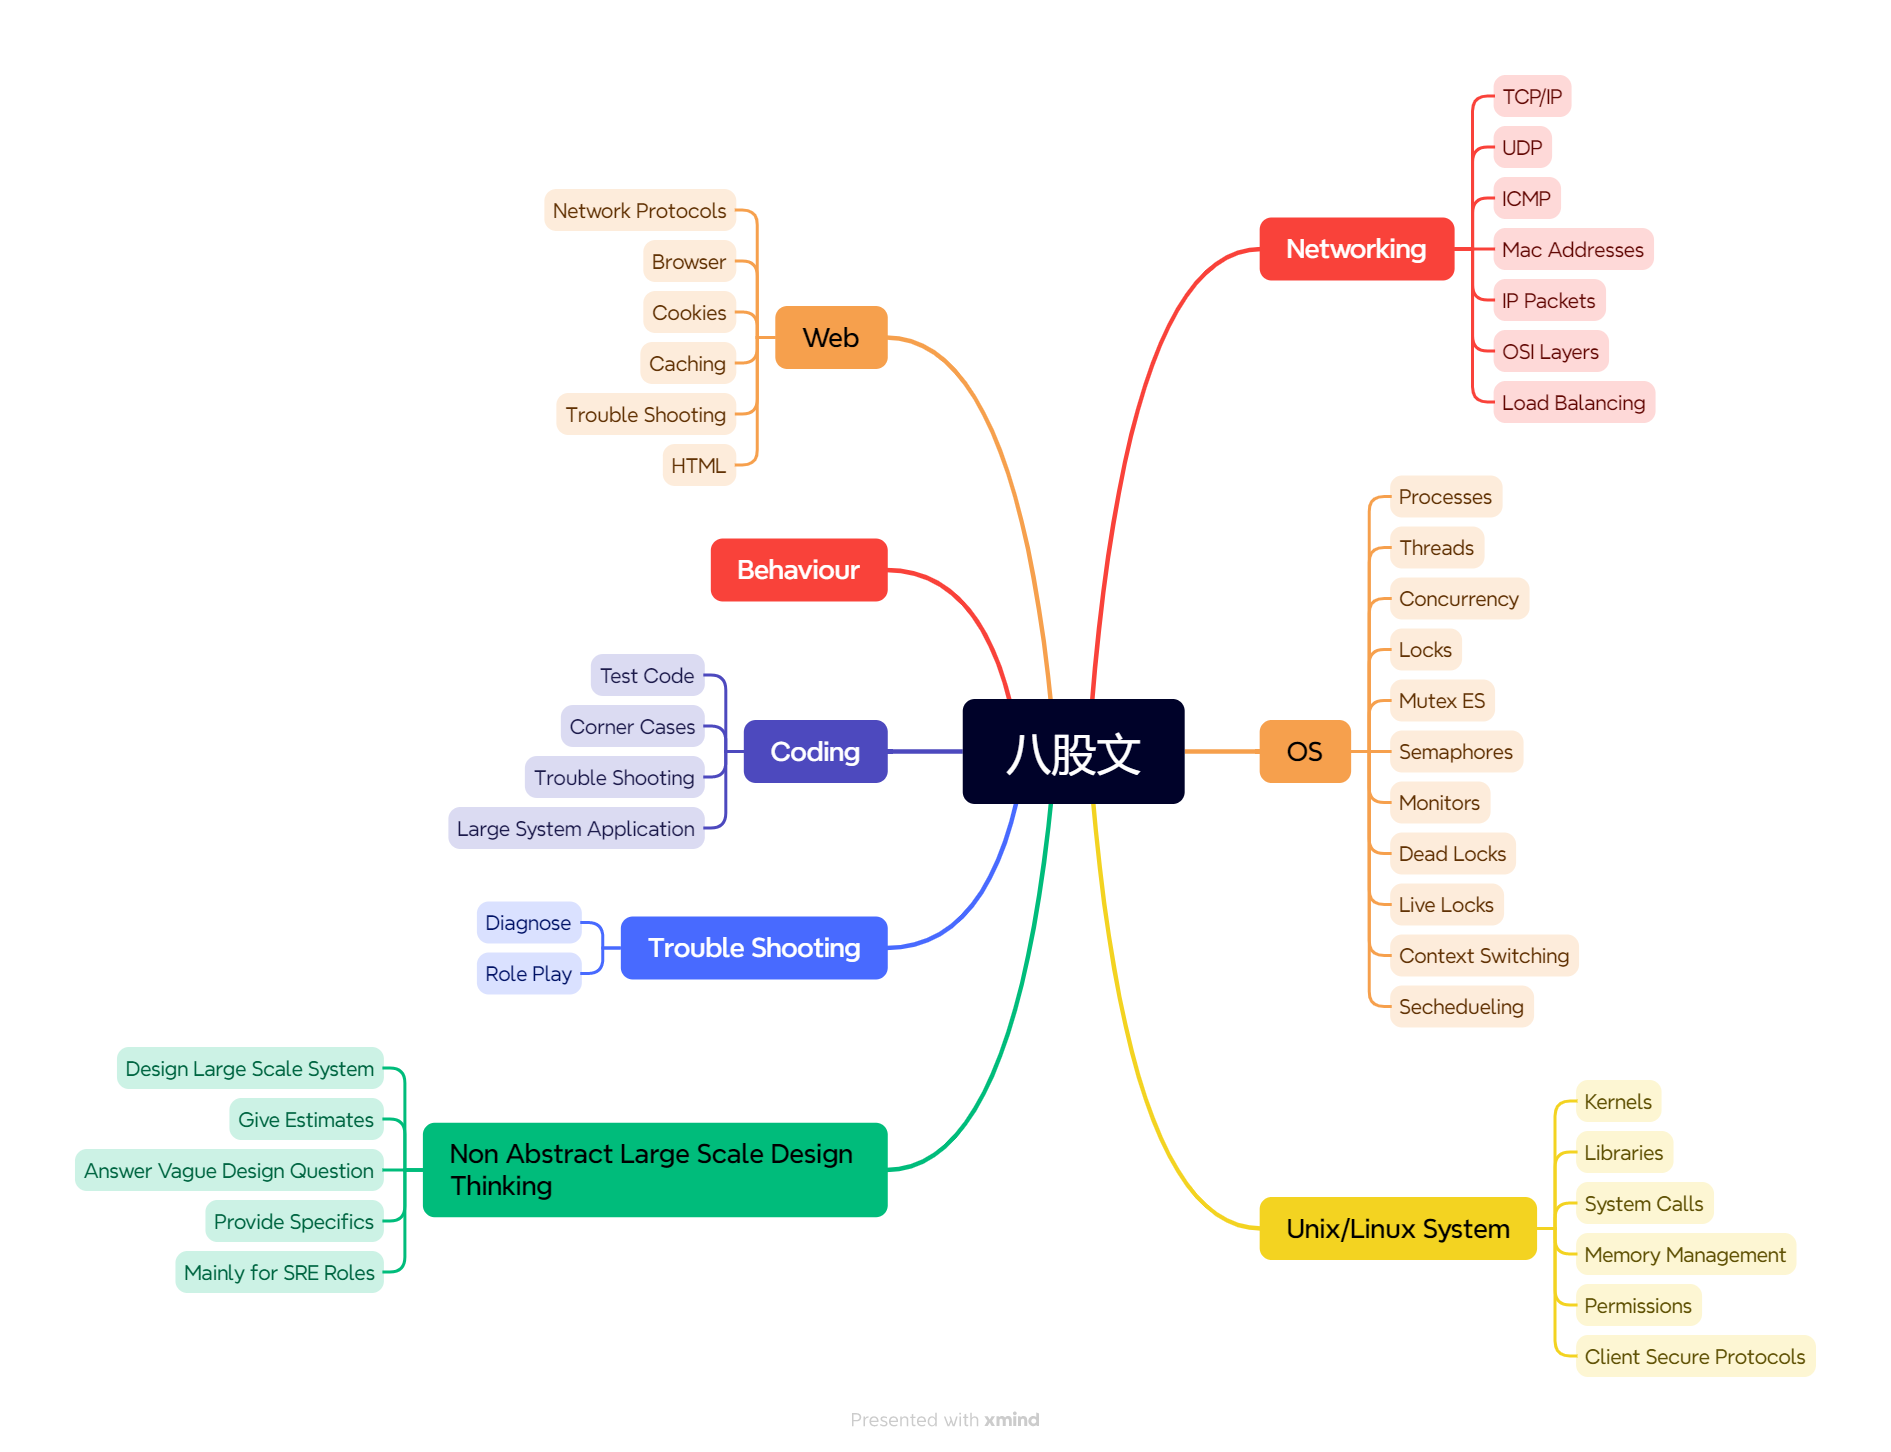 八股文
Networking
TCP/IP
UDP
ICMP
Mac Addresses
IP Packets
OSI Layers
Load Balancing
OS
Processes
Threads
Concurrency
Locks
Mutex ES
Semaphores
Monitors
Dead Locks
Live Locks
Context Switching
Sechedueling
Unix/Linux System
Kernels
Libraries
System Calls
Memory Management
Permissions
Client Secure Protocols
Web
Network Protocols
Browser
Cookies
Caching
Trouble Shooting
HTML
Behaviour
Coding
Test Code
Corner Cases
Trouble Shooting
Large System Application
Trouble Shooting
Diagnose
Role Play
Non Abstract Large Scale Design
Thinking
Design Large Scale System
Give Estimates
Answer Vague Design Question
Provide Specifics
Mainly for SRE Roles
Presented with xmind